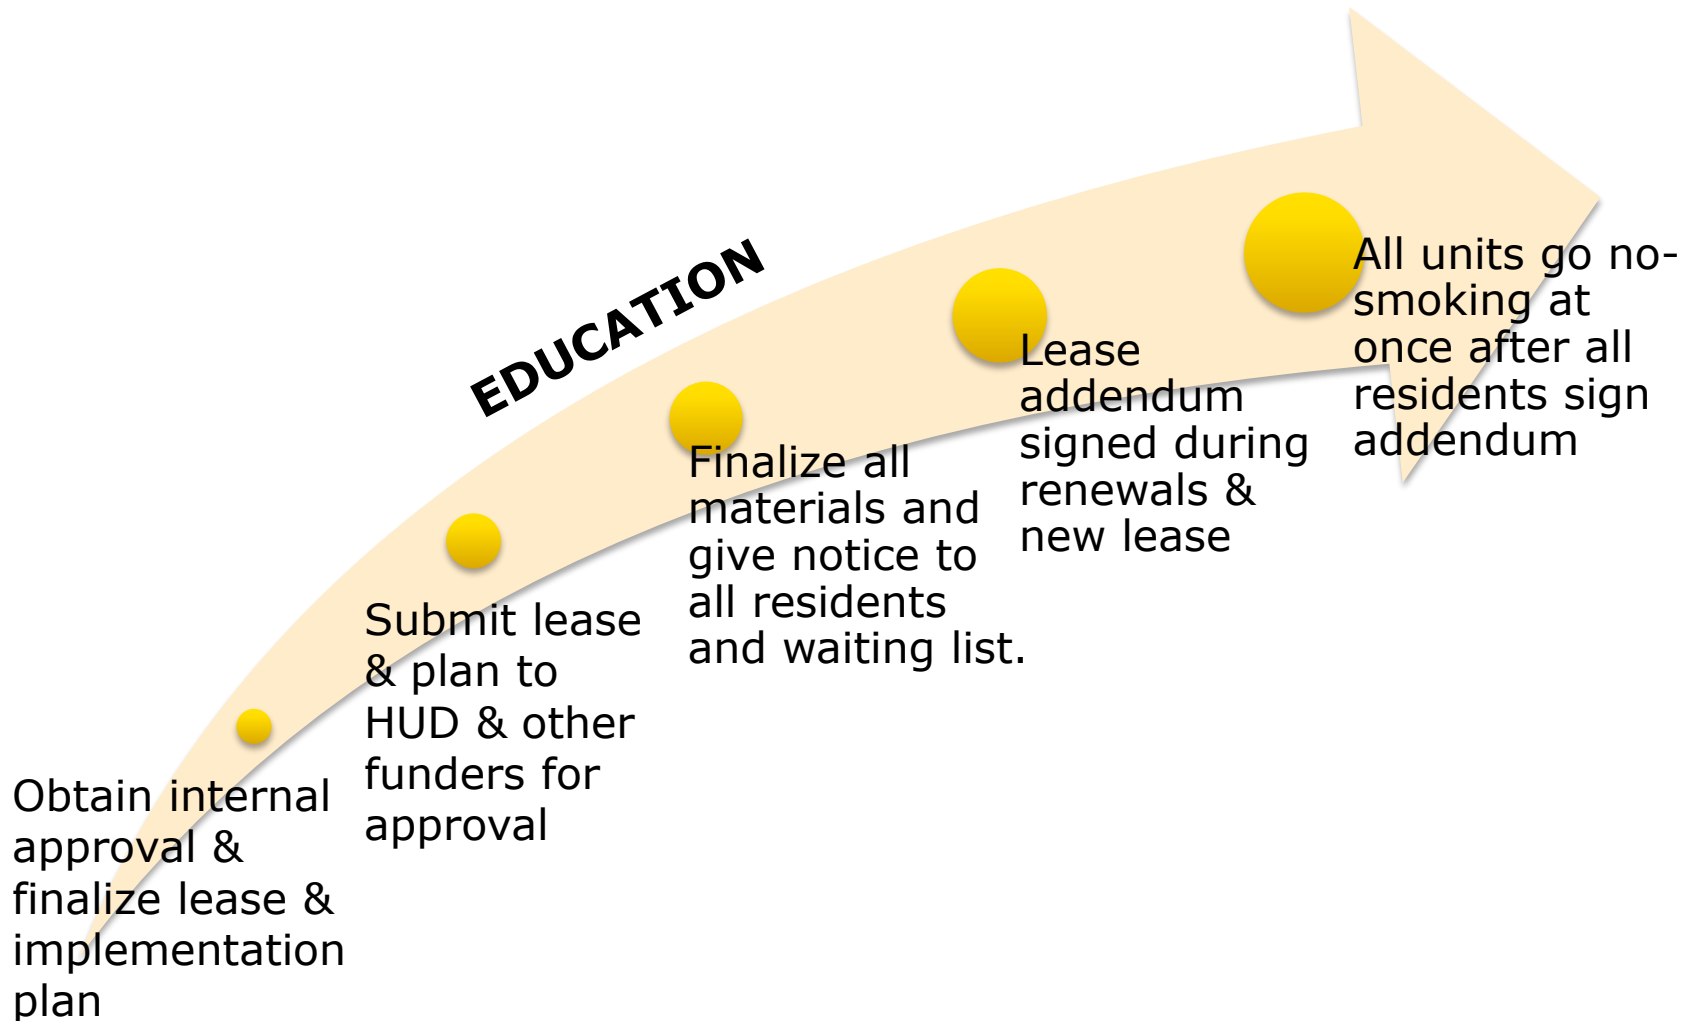 EDUCATION
Obtain internal
approval &
finalize lease &
implementation
plan
Submit lease
& plan to
HUD & other
funders for
approval
Finalize all
materials and
give notice to
all residents
and waiting list.
Lease
addendum
signed during
renewals &
new lease
All units go no-
smoking at
once after all
residents sign
addendum